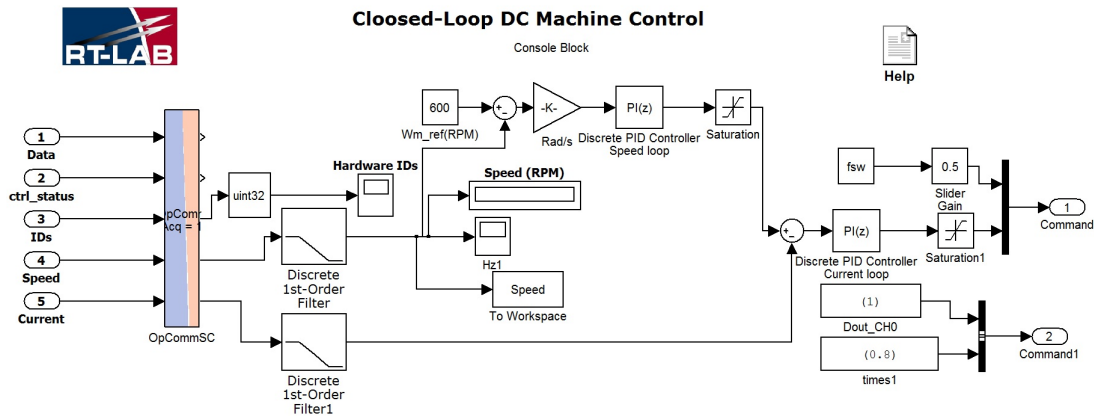 Cloosed-Loop DC Machine Control
Console Block
RT-LAB
Help
600
Wm_ref(RPM)
+
-
-K-
Rad/s
PI(z)
Discrete PID Controller
Speed loop
Saturation
1
Data
2
ctrl_status
3
IDs
4
Speed
5
Current
Acq = 1
OpCommSC
uint32
Hardware IDs
Speed (RPM)
Discrete
1st-Order
Filter
Hz1
Speed
To Workspace
Discrete
1st-Order
Filter1
+
-
PI(z)
Discrete PID Controller
Current loop
fsw
0.5
Slider
Gain
Saturation1
1
Command
(1)
Dout_CH0
(0.8)
times1
2
Command1